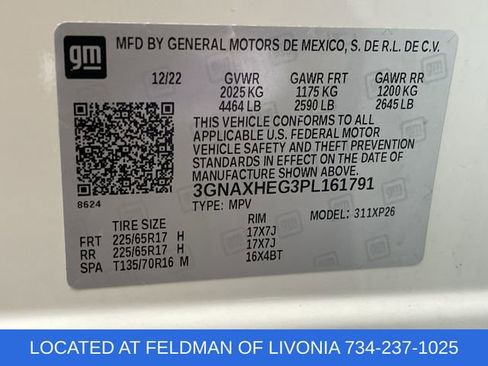 gm
MFD BY GENERAL MOTORS DE MEXICO, S. DE R.L. DE C.V.
12/22 GVWR GAWR FRT GAWR RR
2025 KG 1175 KG 1200 KG
4464 LB 2590 LB 2645 LB
THIS VEHICLE CONFORMS TO ALL APPLICABLE
U.S. FEDERAL MOTOR
VEHICLE SAFETY AND THEFT PREVENTION
STANDARDS IN EFFECT ON THE DATE OF
MANUFACTURE SHOWN ABOVE.
3GNAXHEG3PL161791
TYPE: MPV MODEL: 311XP26
8624
TIRE SIZE RIM
FRT 225/65R17 H 17X7J
RR 225/65R17 H 17X7J
SPA T135/70R16 M 16X4BT
LOCATED AT FELDMAN OF LIVONIA 734-237-1025